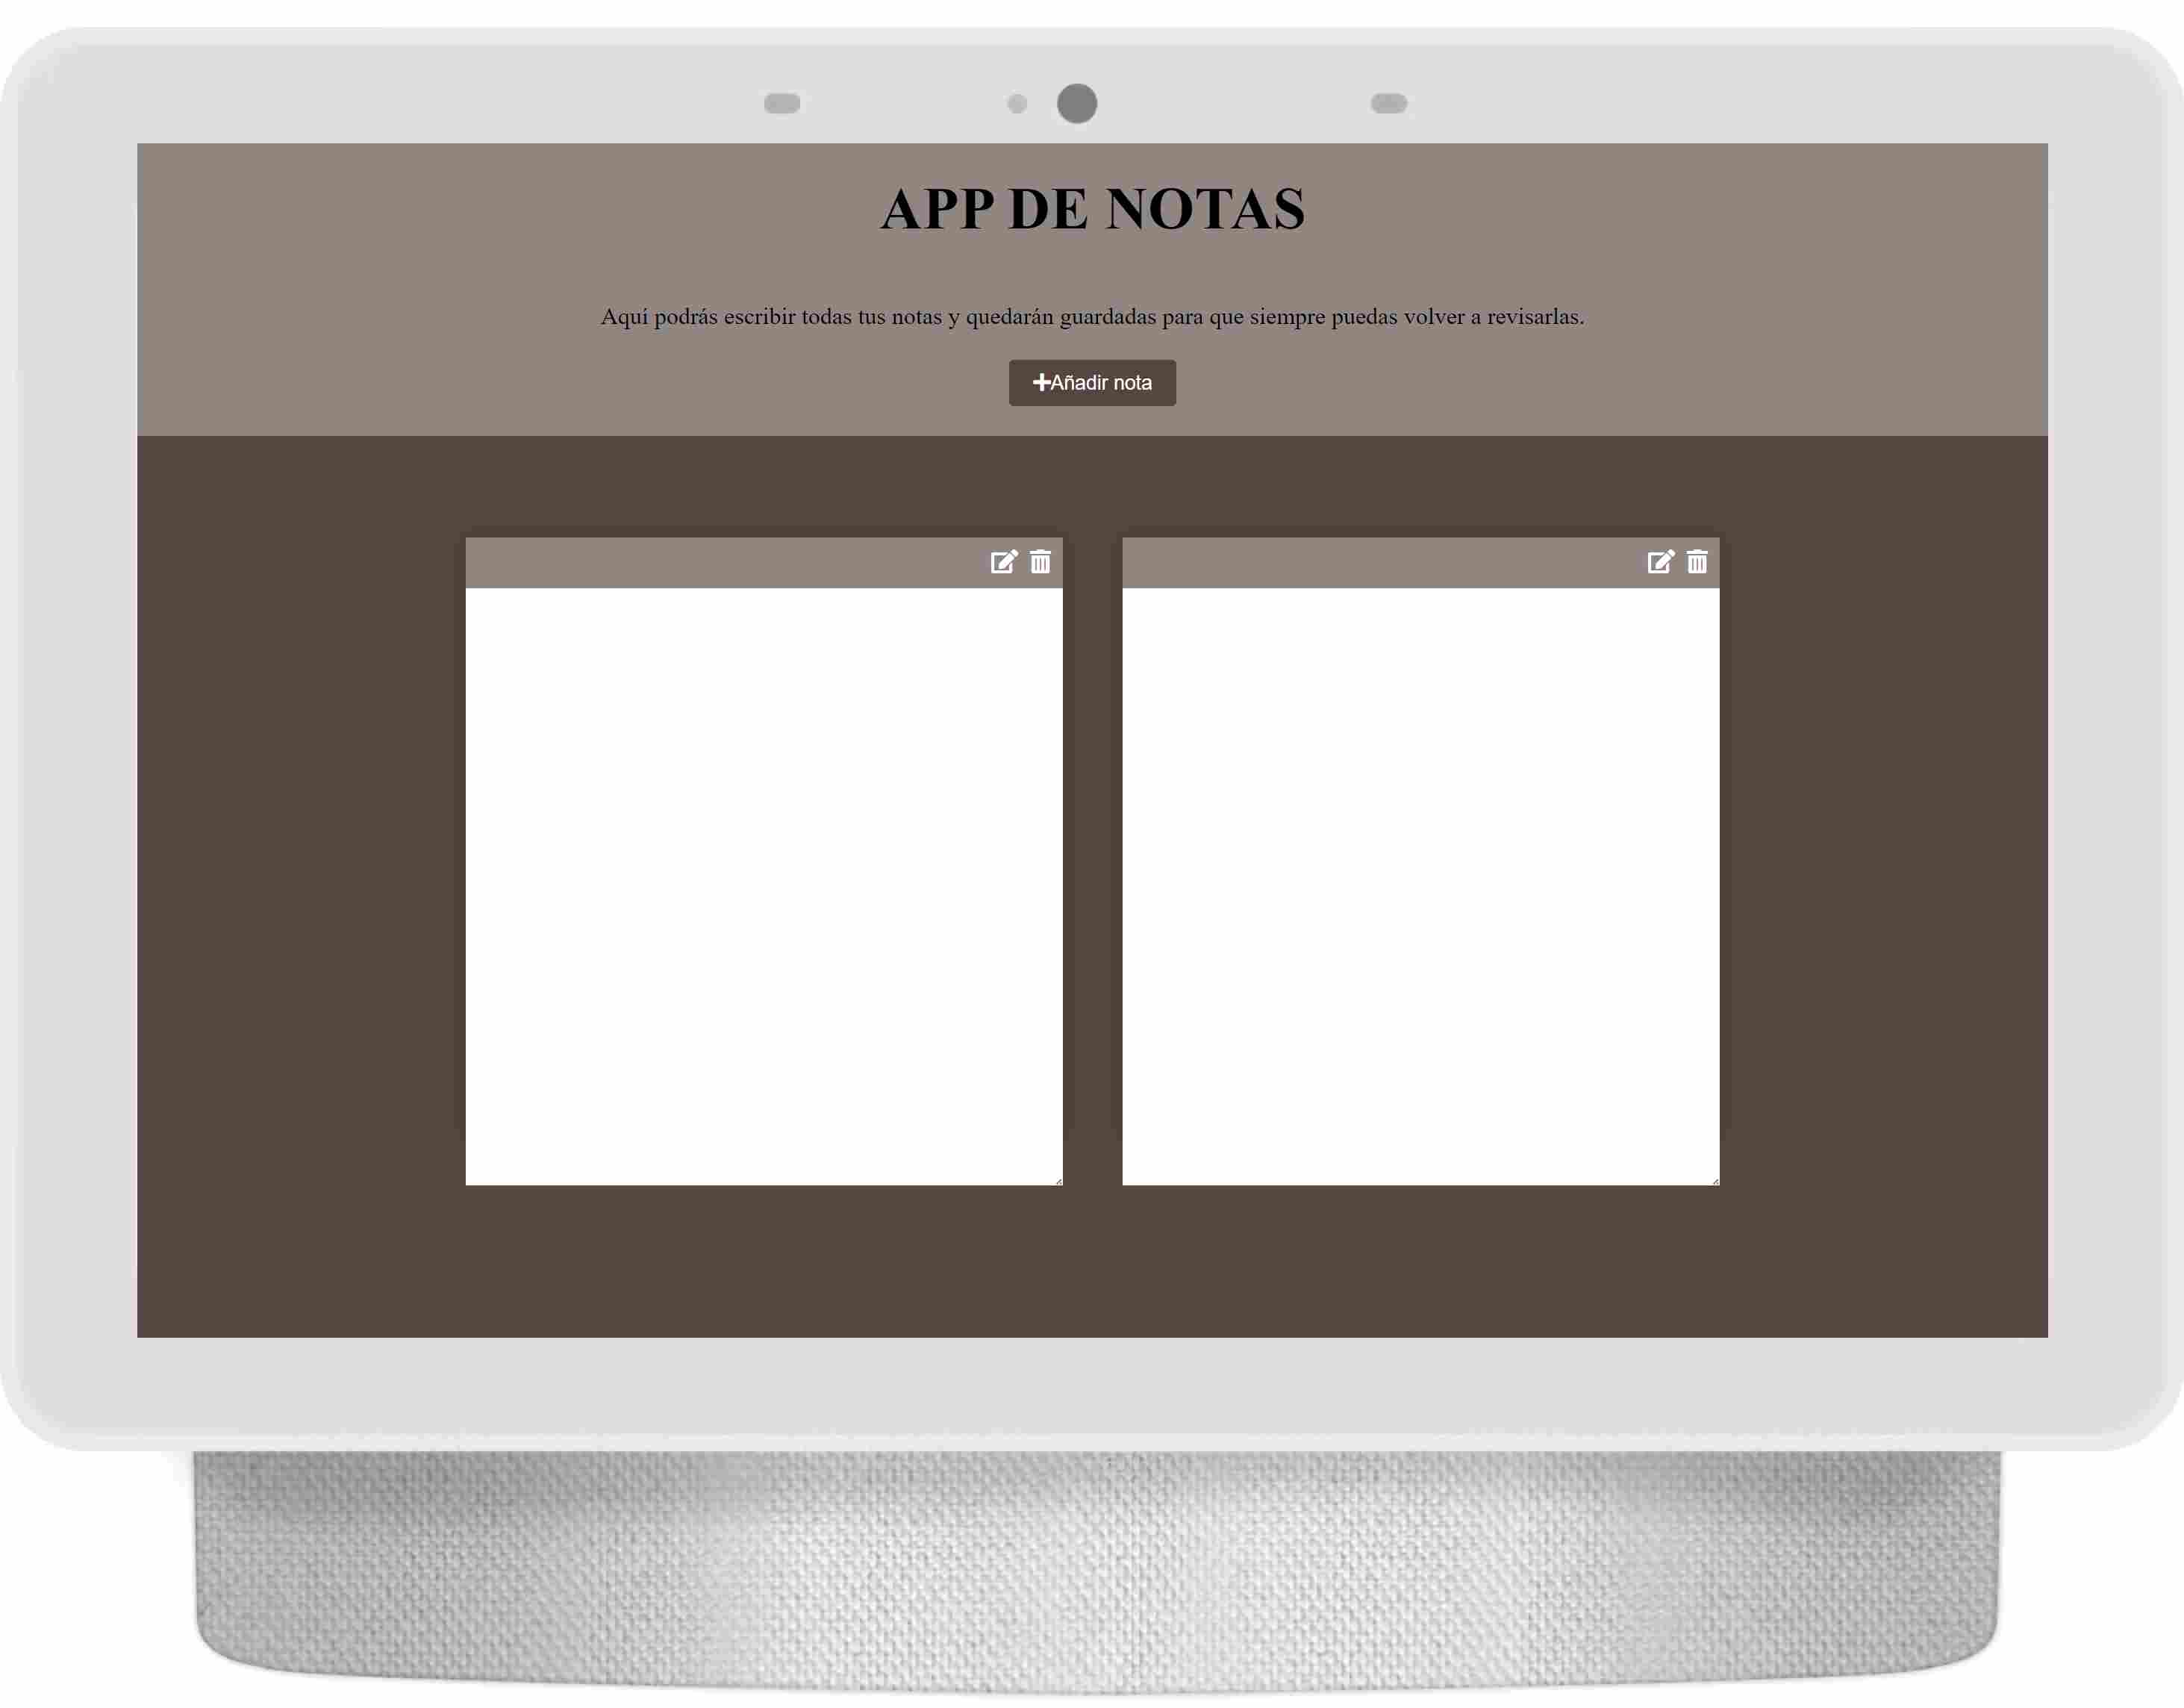 APP DE NOTAS
Aquí podrás escribir todas tus notas y quedarán guardadas para que siempre puedas volver a revisarlas.
Añadir nota